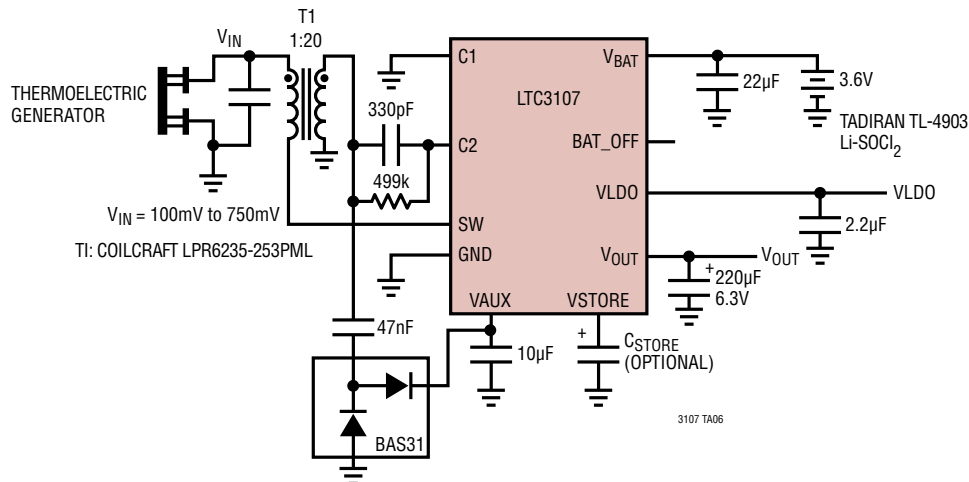 T1
1:20
V_IN
THERMOELECTRIC
GENERATOR
330pF
499k
V_IN = 100mV to 750mV
TI: COILCRAFT LPR6235-253PML
C1
LTC3107
C2
SW
GND
VAUX
VSTORE
V_BAT
BAT_OFF
VLDO
V_OUT
22µF
3.6V
TADIRAN TL-4903
Li-SOCI_2
VLDO
2.2µF
V_OUT
+
220µF
6.3V
47nF
10µF
+
C_STORE
(OPTIONAL)
BAS31
3107 TA06